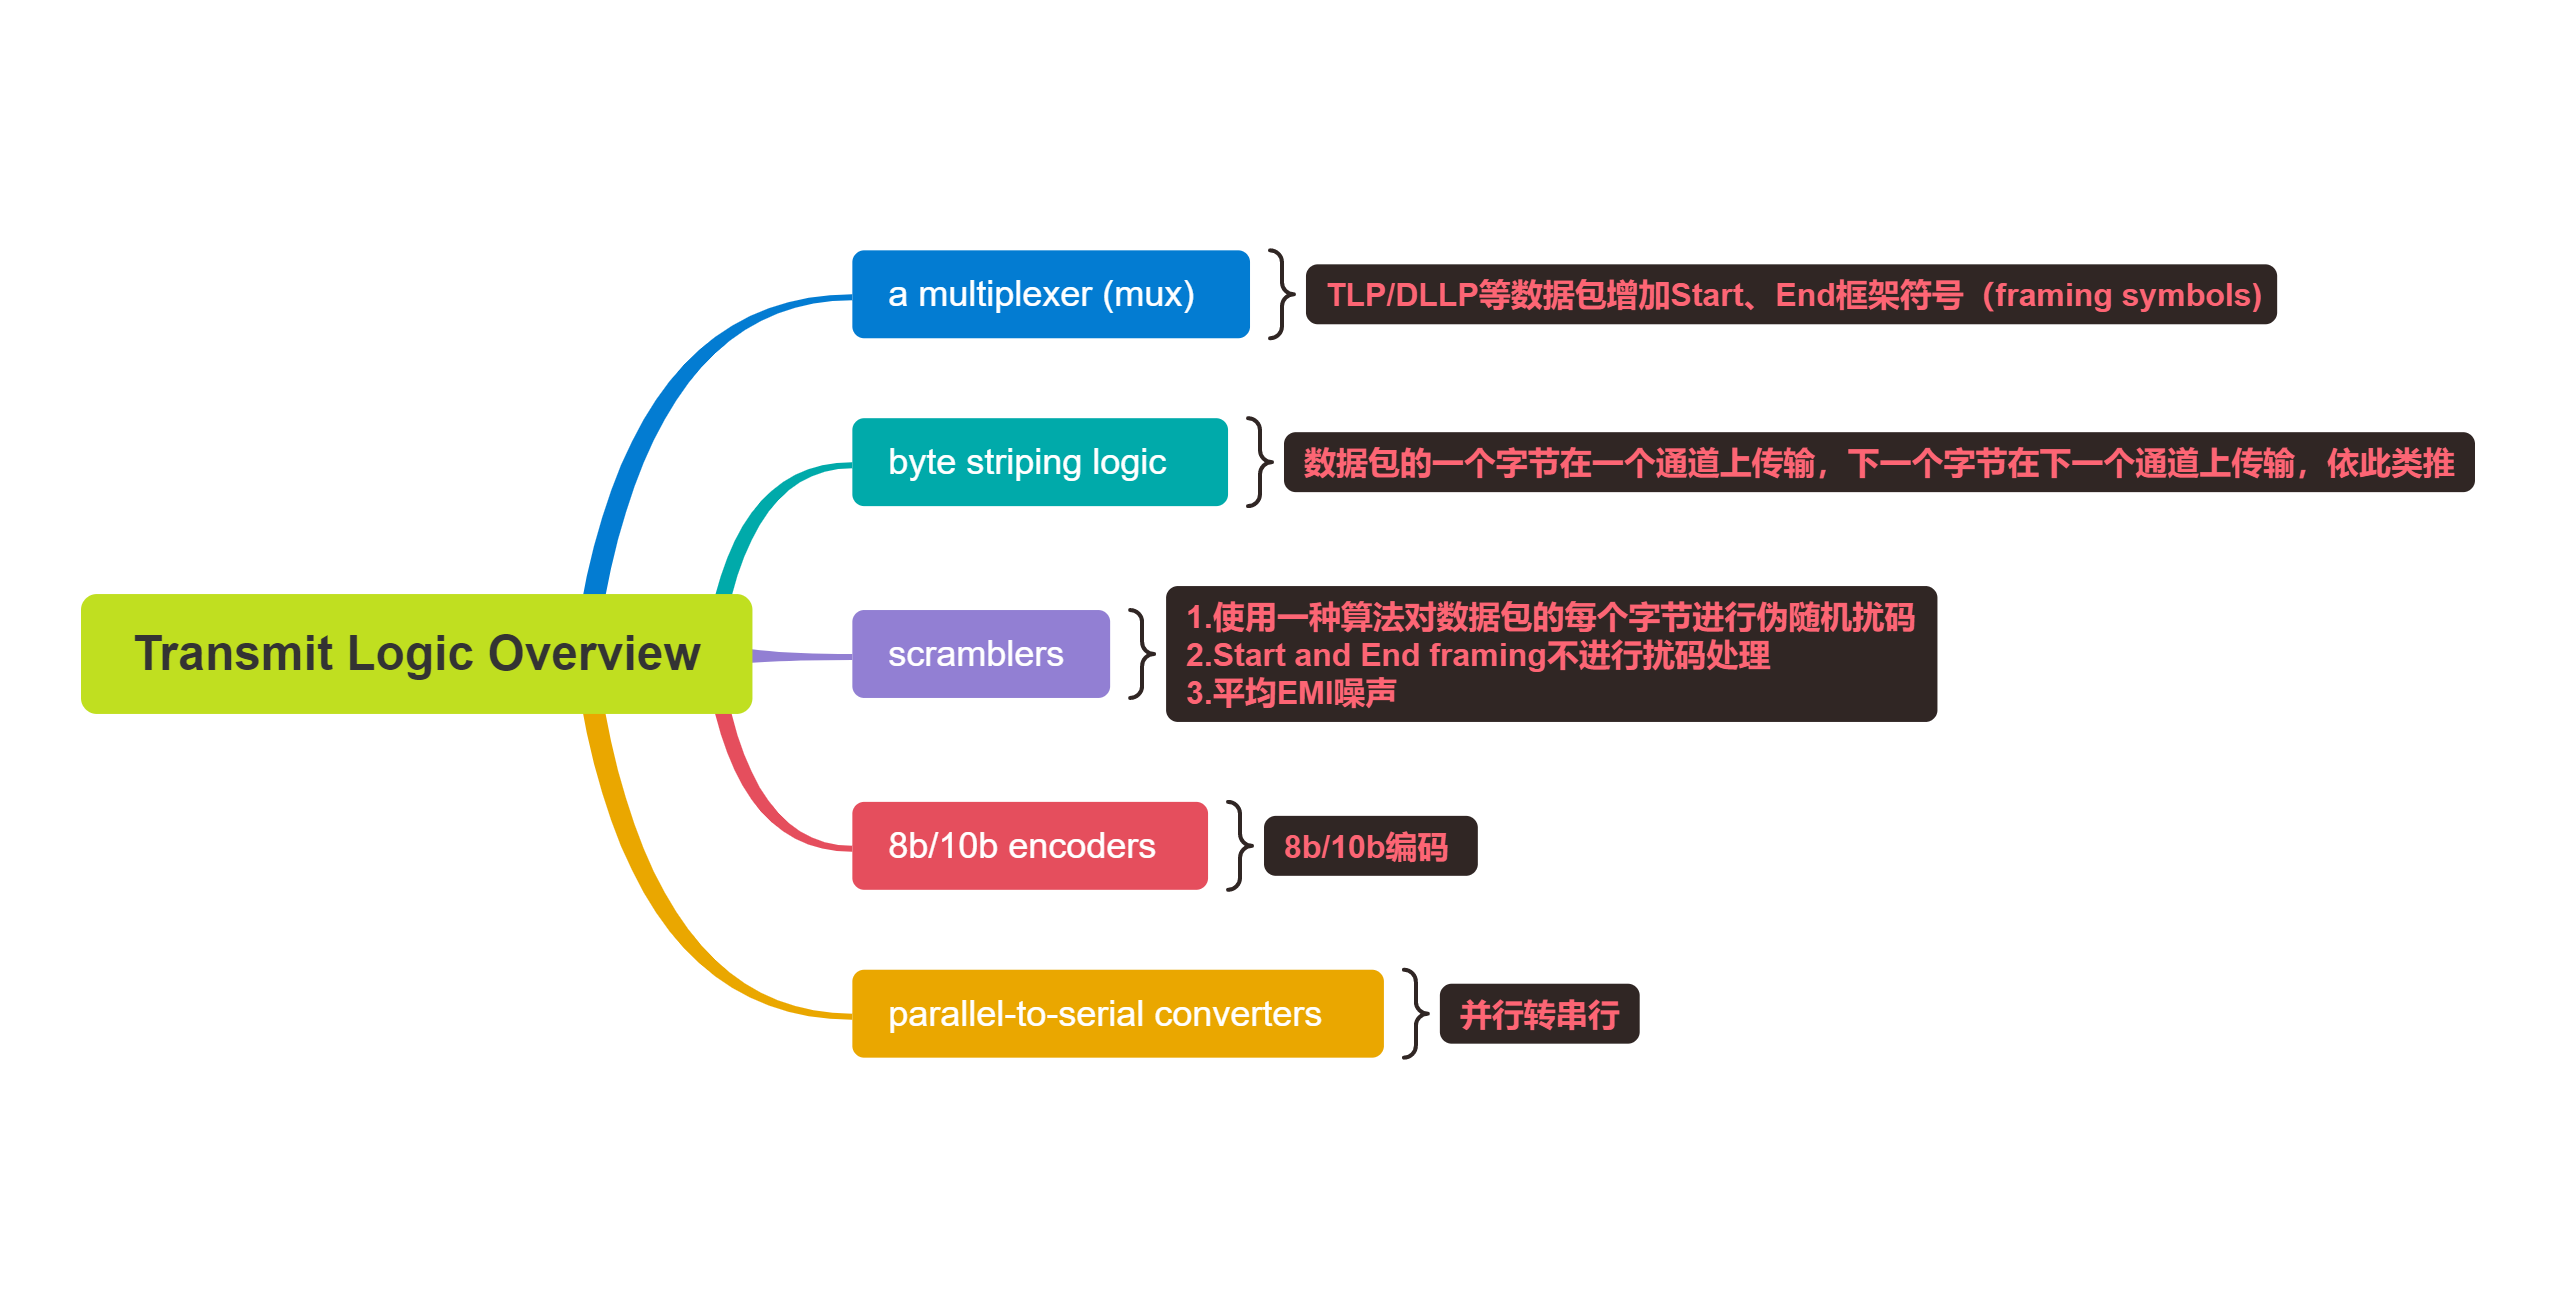 a multiplexer (mux)
TLP/DLLP等数据包增加Start、End框架符号（framing symbols)
byte striping logic
数据包的一个字节在一个通道上传输，下一个字节在下一个通道上传输，依此类推
Transmit Logic Overview
scramblers
1.使用一种算法对数据包的每个字节进行伪随机扰码
2.Start and End framing不进行扰码处理
3.平均EMI噪声
8b/10b encoders
8b/10b编码
parallel-to-serial converters
并行转串行